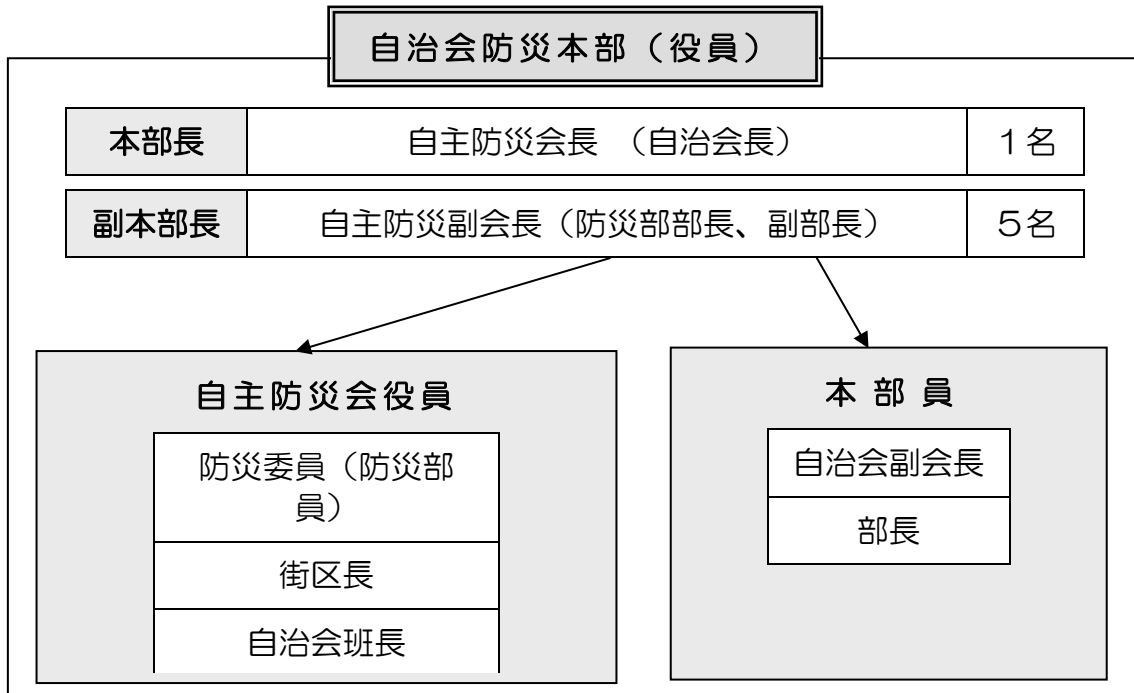 自治会防災本部（役員）
本部長 自主防災会長 （自治会長） １名
副本部長 自主防災副会長（防災部部長、副部長） ５名
自主防災会役員
防災委員（防災部
員）
街区長
自治会班長
本 部 員
自治会副会長
部長